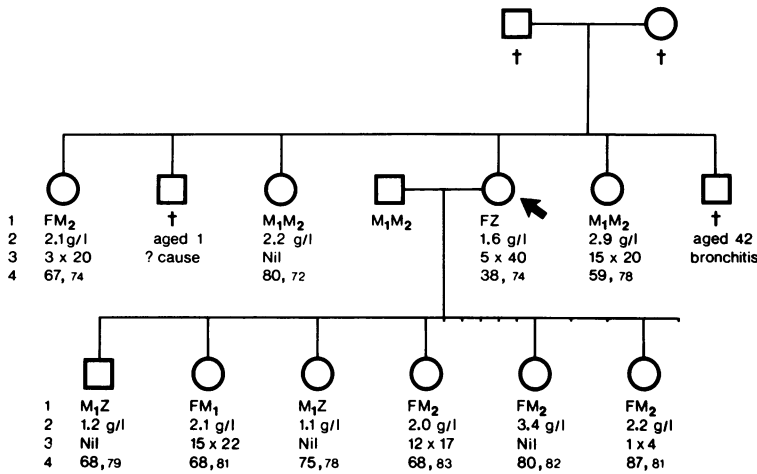 † †
1 FM₂ † M₁M₂ M₁M₂ FZ M₁M₂ †
2 2.1 g/l aged 1 2.2 g/l 1.6 g/l 2.9 g/l aged 42
3 3 x 20 ? cause Nil 5 x 40 15 x 20 bronchitis
4 67, 74 80, 72 38, 74 59, 78
1 M₁Z FM₁ M₁Z FM₂ FM₂ FM₂
2 1.2 g/l 2.1 g/l 1.1 g/l 2.0 g/l 3.4 g/l 2.2 g/l
3 Nil 15 x 22 Nil 12 x 17 Nil 1 x 4
4 68, 79 68, 81 75, 78 68, 83 80, 82 87, 81